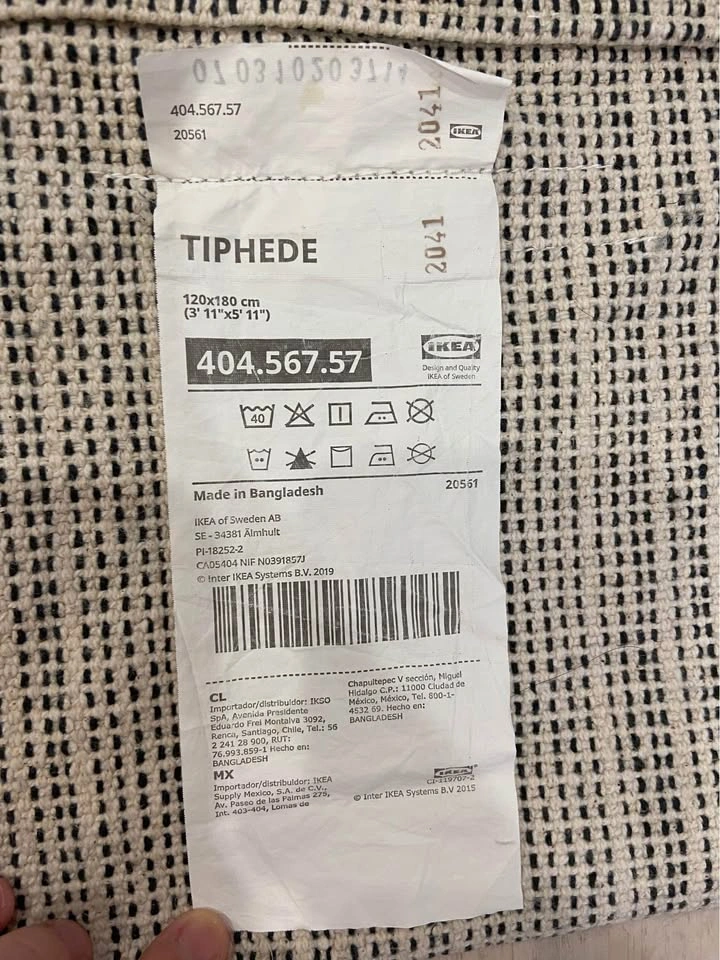 07 0310203714
404.567.57
20561
2041
IKEA
2041
TIPHEDE
120x180 cm
(3' 11"x5' 11")
404.567.57
IKEA
Design and Quality
IKEA of Sweden
40
Made in Bangladesh
20561
IKEA of Sweden AB
SE - 34381 Älmhult
PI-18252-2
CA05404 NIF N0391857J
© Inter IKEA Systems B.V. 2019
CL
Importador/distribuidor: IKSO
SpA, Avenida Presidente
Eduardo Frei Montalva 3092,
Renca, Santiago, Chile, Tel.: 56
2 241 28 900, RUT:
76.993.859-1 Hecho en:
BANGLADESH
MX
Importador/distribuidor: IKEA
Supply Mexico, S.A. de C.V.,
Av. Paseo de las Palmas 275,
Int. 403-404, Lomas de
Chapultepec V sección, Miguel
Hidalgo C.P.: 11000 Ciudad de
México, México, Tel. 800-1-
4532 69. Hecho en:
BANGLADESH
IKEA
CI-119707-2
© Inter IKEA Systems B.V 2015